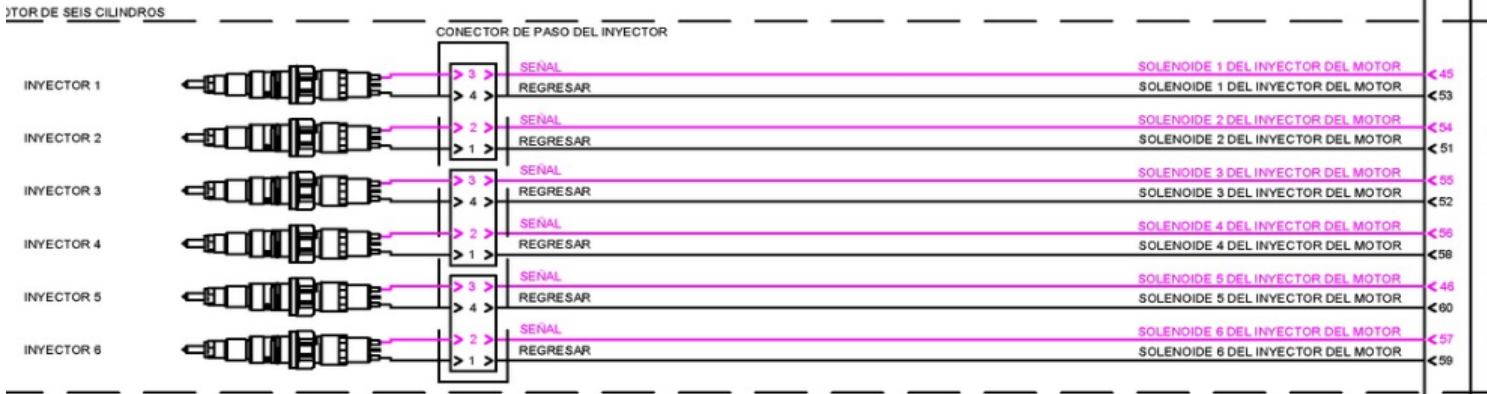 OTOR DE SEIS CILINDROS
CONECTOR DE PASO DEL INYECTOR
INYECTOR 1
3 SEÑAL SOLENOIDE 1 DEL INYECTOR DEL MOTOR 45
4 REGRESAR SOLENOIDE 1 DEL INYECTOR DEL MOTOR 53
INYECTOR 2
2 SEÑAL SOLENOIDE 2 DEL INYECTOR DEL MOTOR 54
1 REGRESAR SOLENOIDE 2 DEL INYECTOR DEL MOTOR 51
INYECTOR 3
3 SEÑAL SOLENOIDE 3 DEL INYECTOR DEL MOTOR 55
4 REGRESAR SOLENOIDE 3 DEL INYECTOR DEL MOTOR 52
INYECTOR 4
2 SEÑAL SOLENOIDE 4 DEL INYECTOR DEL MOTOR 56
1 REGRESAR SOLENOIDE 4 DEL INYECTOR DEL MOTOR 58
INYECTOR 5
3 SEÑAL SOLENOIDE 5 DEL INYECTOR DEL MOTOR 46
4 REGRESAR SOLENOIDE 5 DEL INYECTOR DEL MOTOR 60
INYECTOR 6
2 SEÑAL SOLENOIDE 6 DEL INYECTOR DEL MOTOR 57
1 REGRESAR SOLENOIDE 6 DEL INYECTOR DEL MOTOR 59